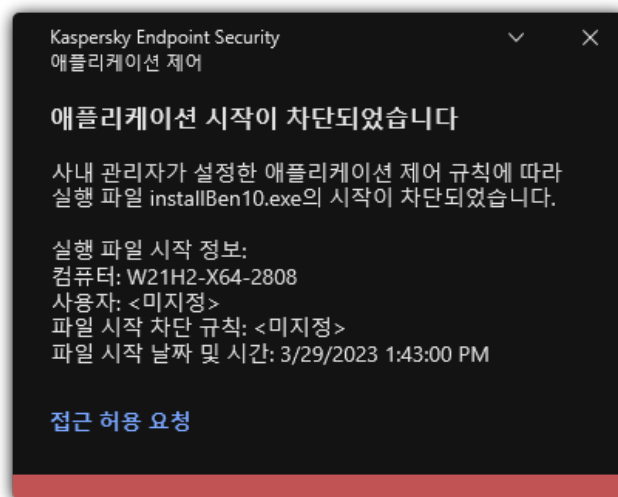 Kaspersky Endpoint Security
애플리케이션 제어
애플리케이션 시작이 차단되었습니다
사내 관리자가 설정한 애플리케이션 제어 규칙에 따라
실행 파일 installBen10.exe의 시작이 차단되었습니다.
실행 파일 시작 정보:
컴퓨터: W21H2-X64-2808
사용자: <미지정>
파일 시작 차단 규칙: <미지정>
파일 시작 날짜 및 시간: 3/29/2023 1:43:00 PM
접근 허용 요청